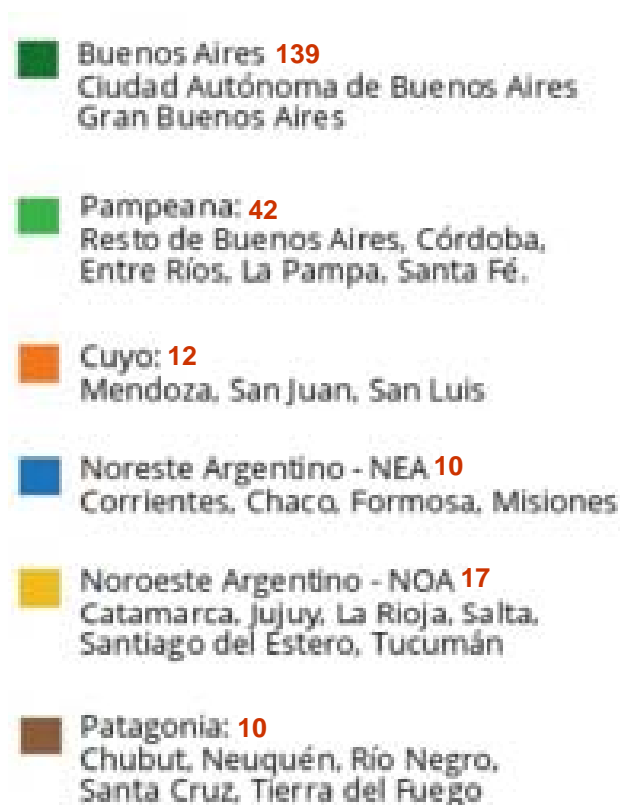 Buenos Aires 139
Ciudad Autónoma de Buenos Aires
Gran Buenos Aires
Pampeana: 42
Resto de Buenos Aires, Córdoba,
Entre Ríos, La Pampa, Santa Fé.
Cuyo: 12
Mendoza, San Juan, San Luis
Noreste Argentino - NEA 10
Corrientes, Chaco, Formosa, Misiones
Noroeste Argentino - NOA 17
Catamarca, Jujuy, La Rioja, Salta,
Santiago del Estero, Tucumán
Patagonia: 10
Chubut, Neuquén, Río Negro,
Santa Cruz, Tierra del Fuego